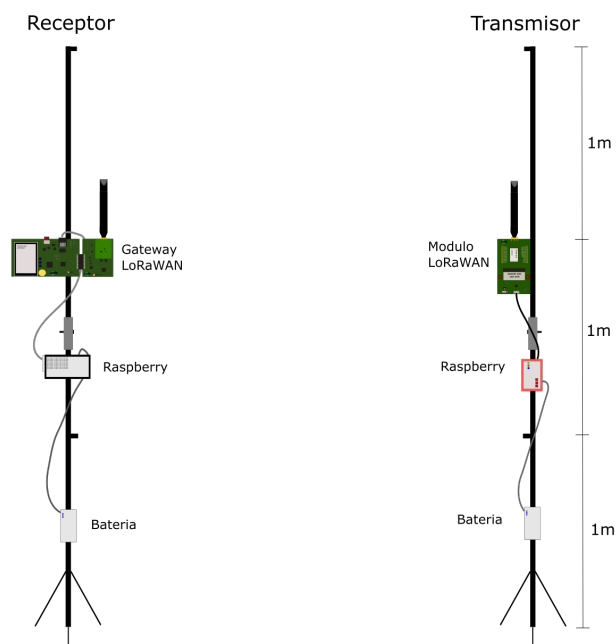 Receptor
Transmisor
1m
Gateway
LoRaWAN
Modulo
LoRaWAN
1m
Raspberry
Raspberry
Bateria
Bateria
1m